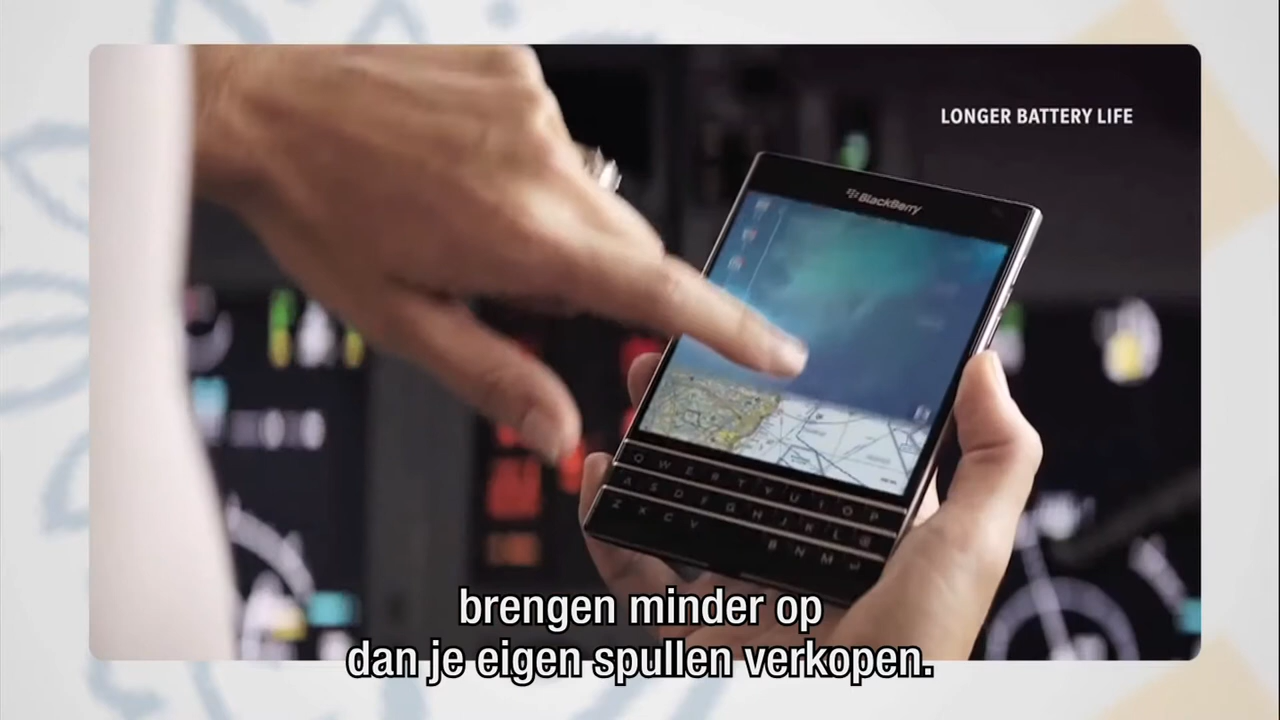 LONGER BATTERY LIFE
BlackBerry
Q W E R T Y U I O P
A S D F G H J K L
Z X C V B N M
brengen minder op
dan je eigen spullen verkopen.